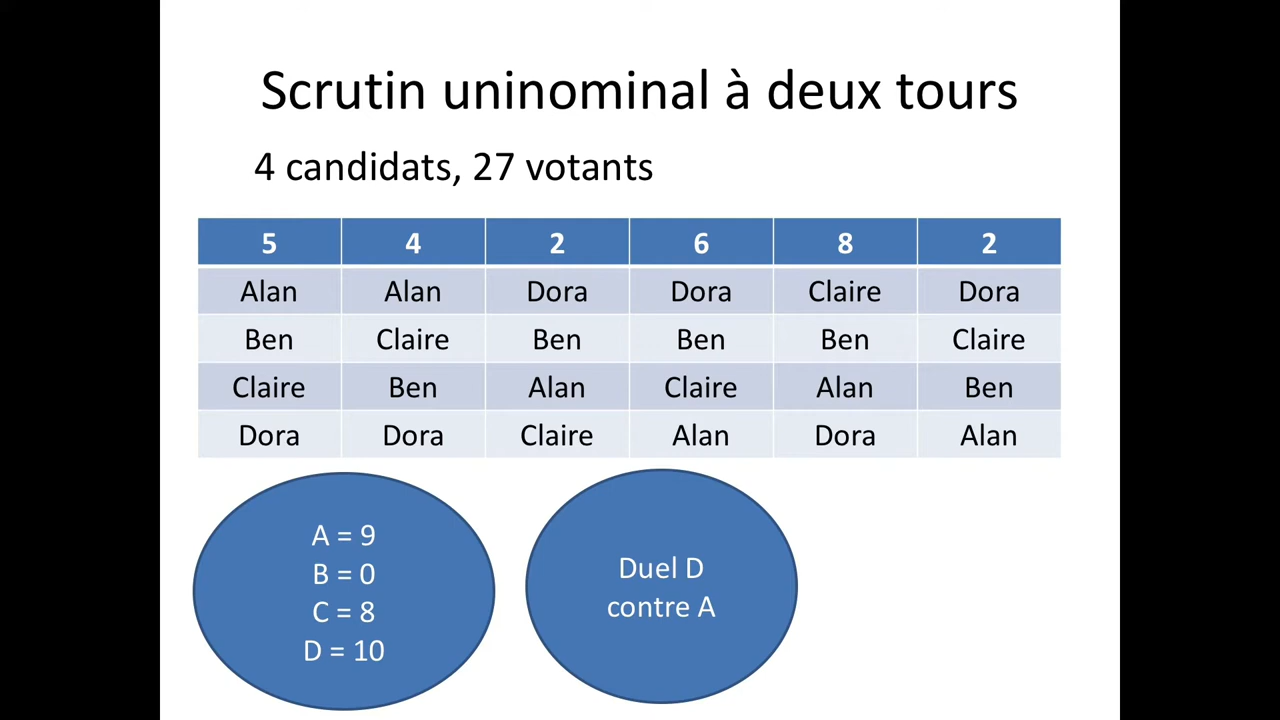 Scrutin uninominal à deux tours
4 candidats, 27 votants
5 4 2 6 8 2
Alan Alan Dora Dora Claire Dora
Ben Claire Ben Ben Ben Claire
Claire Ben Alan Claire Alan Ben
Dora Dora Claire Alan Dora Alan
A = 9
B = 0
C = 8
D = 10
Duel D
contre A